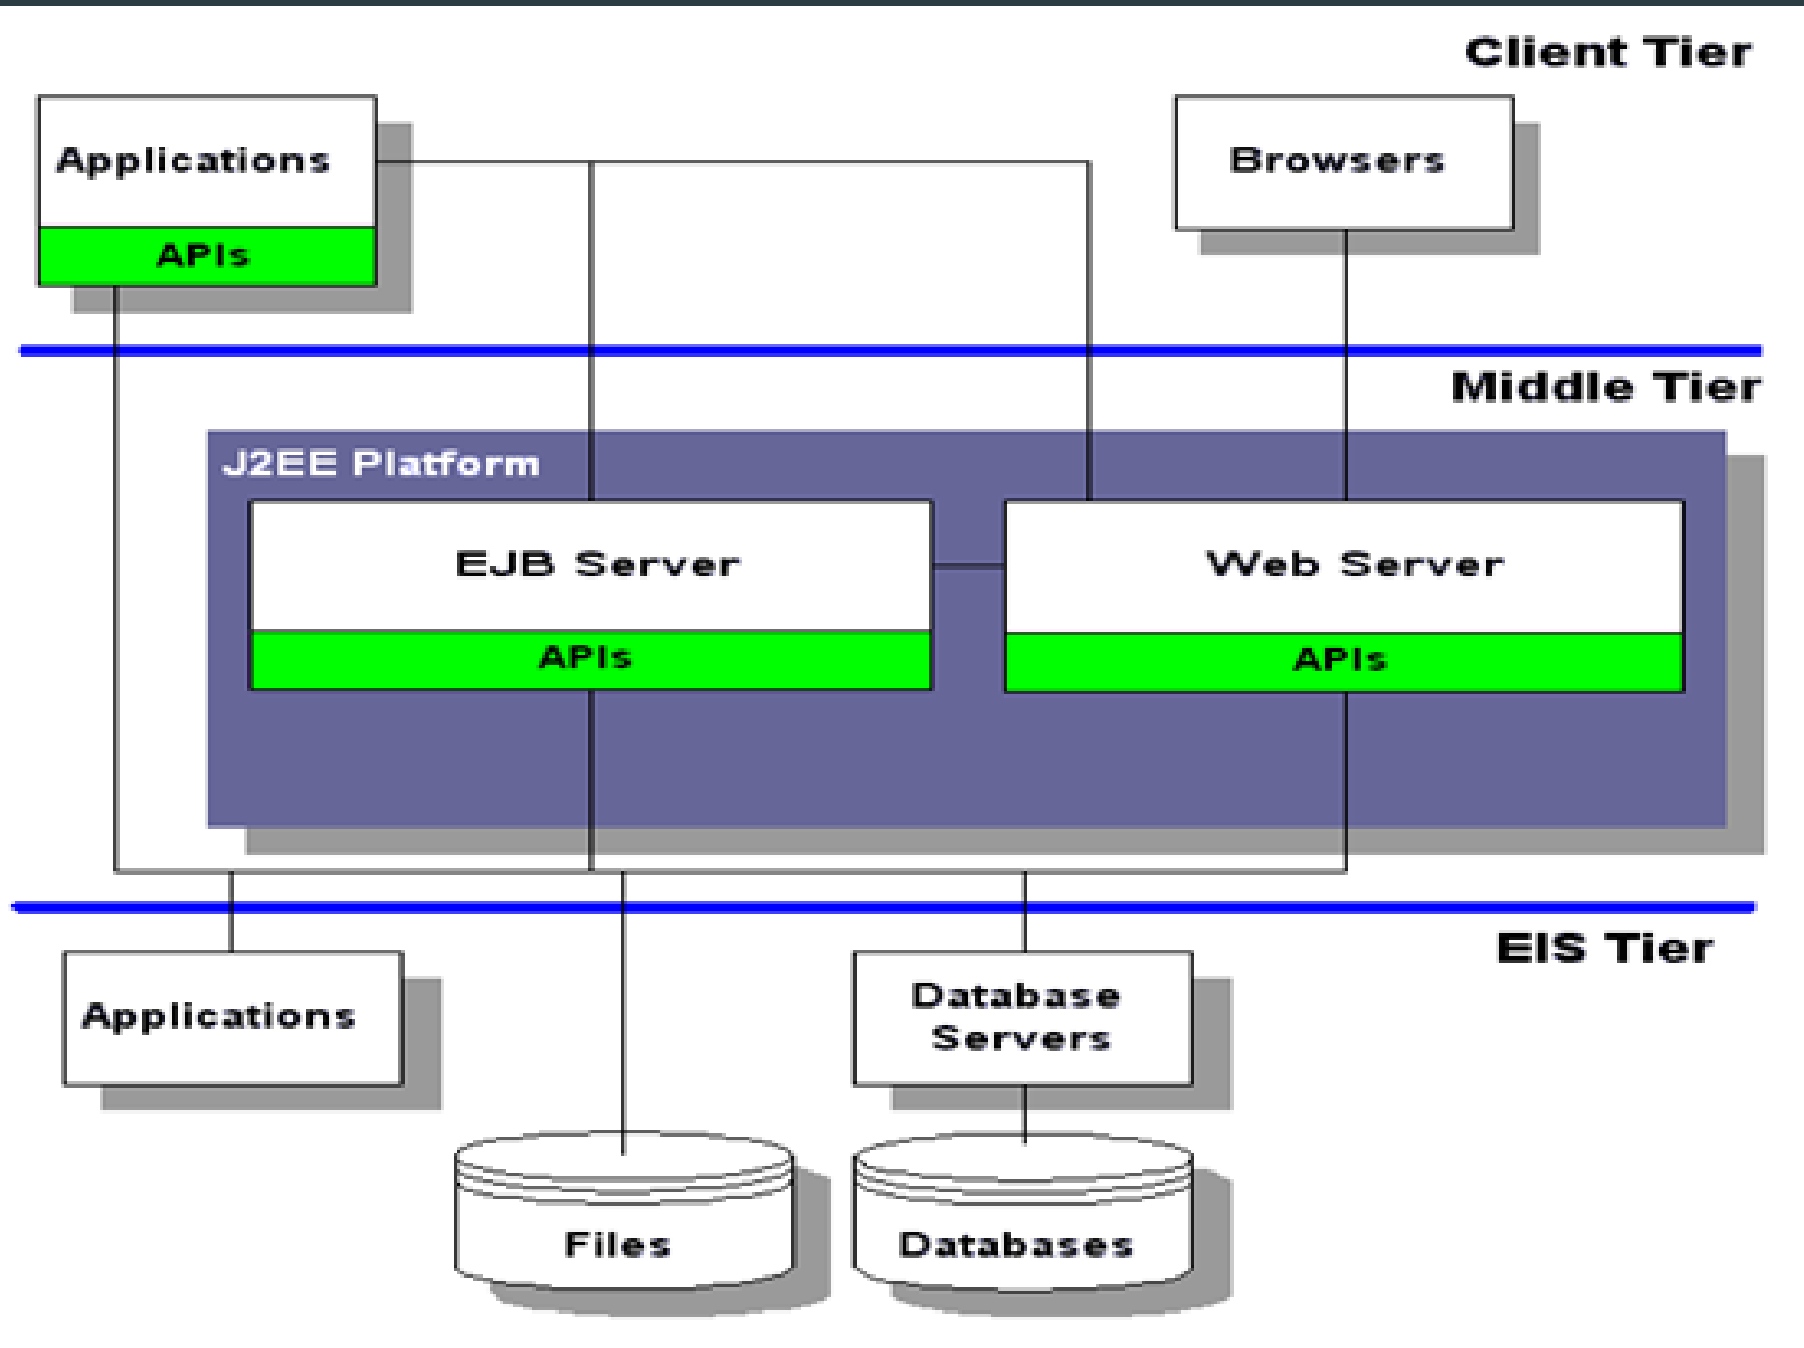 Client Tier
Applications
Browsers
APIs
Middle Tier
J2EE Platform
EJB Server
Web Server
APIs
APIs
EIS Tier
Applications
Database
Servers
Files
Databases